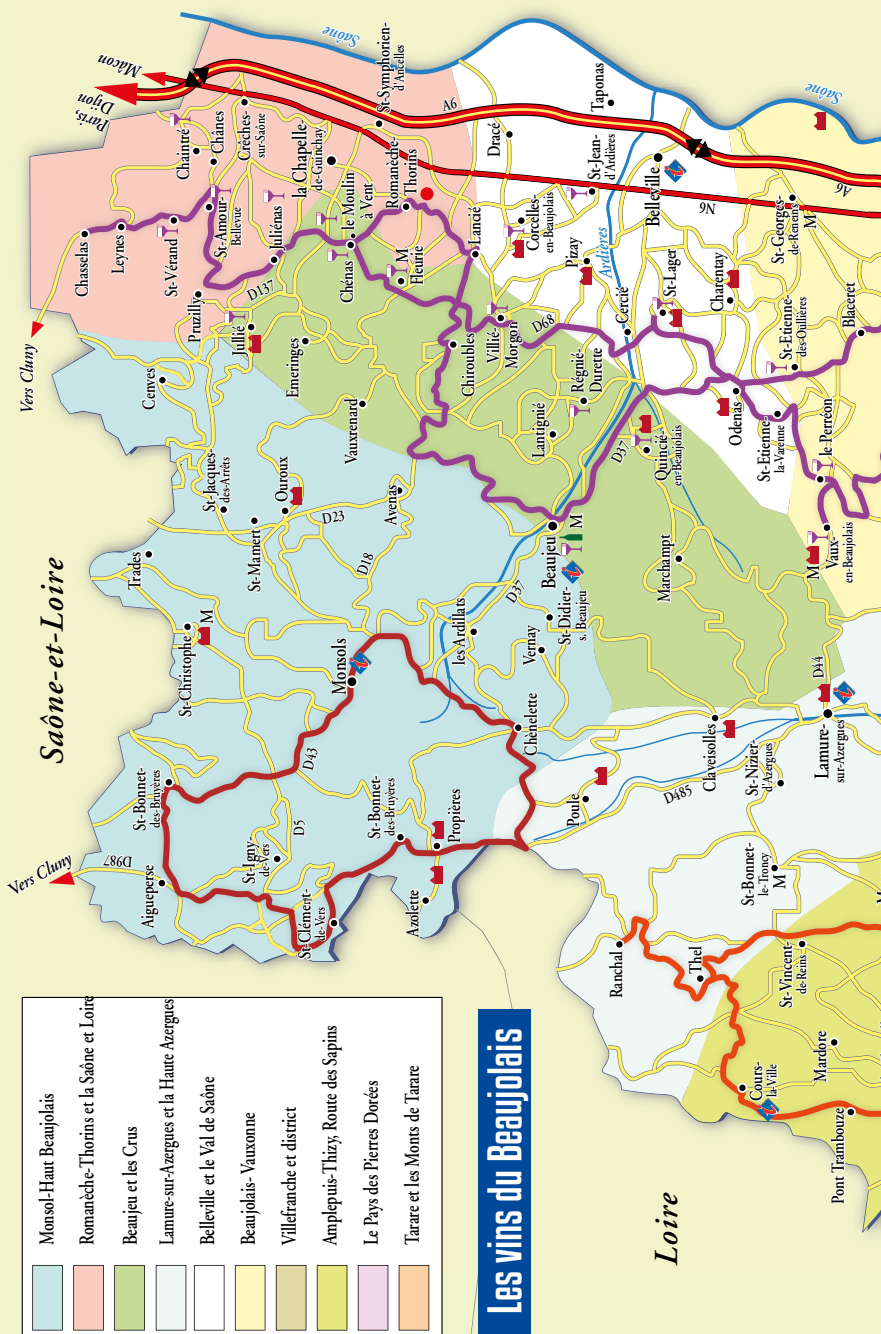 Saône-et-Loire
Loire
Les vins du Beaujolais
Monsol-Haut Beaujolais
Romanèche-Thorins et la Saône et Loire
Beaujeu et les Crus
Lamure-sur-Azergues et la Haute Azergues
Belleville et le Val de Saône
Beaujolais- Vauxonne
Villefranche et district
Amplepuis-Thizy, Route des Sapins
Le Pays des Pierres Dorées
Tarare et les Monts de Tarare
Vers Cluny
D987
Aigueperse
St-Bonnet-
des-Bruyères
St-Igny-
de-Vers
D5
D43
St-Clément-
de-Vers
St-Bonnet-
des-Bruyères
Propières
Azolette
Monsols
St-Christophe
M
Trades
St-Mamert
St-Jacques-
des-Arrêts
Ouroux
D23
D18
Avenas
Cenves
Vauxrenard
les Ardillats
D37
Vernay
St-Didier-
s. Beaujeu
Chênelette
Beaujeu
M
Vers Cluny
Chasselas
Leynes
St-Vérand
Pruzilly
St-Amour-
Bellevue
Chaintré
Chânes
Crêches-
sur-Saône
Paris,
Dijon
Mâcon
Saône
St-Symphorien-
d'Ancelles
la Chapelle-
de-Guinchay
Juliénas
D137
Jullié
Emeringes
le Moulin
à Vent
Chénas
Romanèche-
Thorins
M
Fleurie
Lancié
A6
Chiroubles
Villié-
Morgon
D68
Corcelles-
en-Beaujolais
Pizay
Dracé
Taponas
St-Jean-
d'Ardières
Ardières
Belleville
N6
A6
Saône
Lantignié
Régnié-
Durette
Cercié
St-Lager
Charentay
St-Georges-
de-Reneins
M
D37
Quincié-
en-Beaujolais
Odenas
St-Etienne-
des-Oullières
St-Etienne-
la-Varenne
Blaceret
le Perréon
M
Vaux-
en-Beaujolais
Marchampt
Poule
Claveisolles
D485
St-Nizier-
d'Azergues
D44
Lamure-
sur-Azergues
St-Bonnet-
le-Troncy
M
Ranchal
Thel
St-Vincent-
de-Reins
Cours-
la-Ville
Mardore
Pont Trambouze